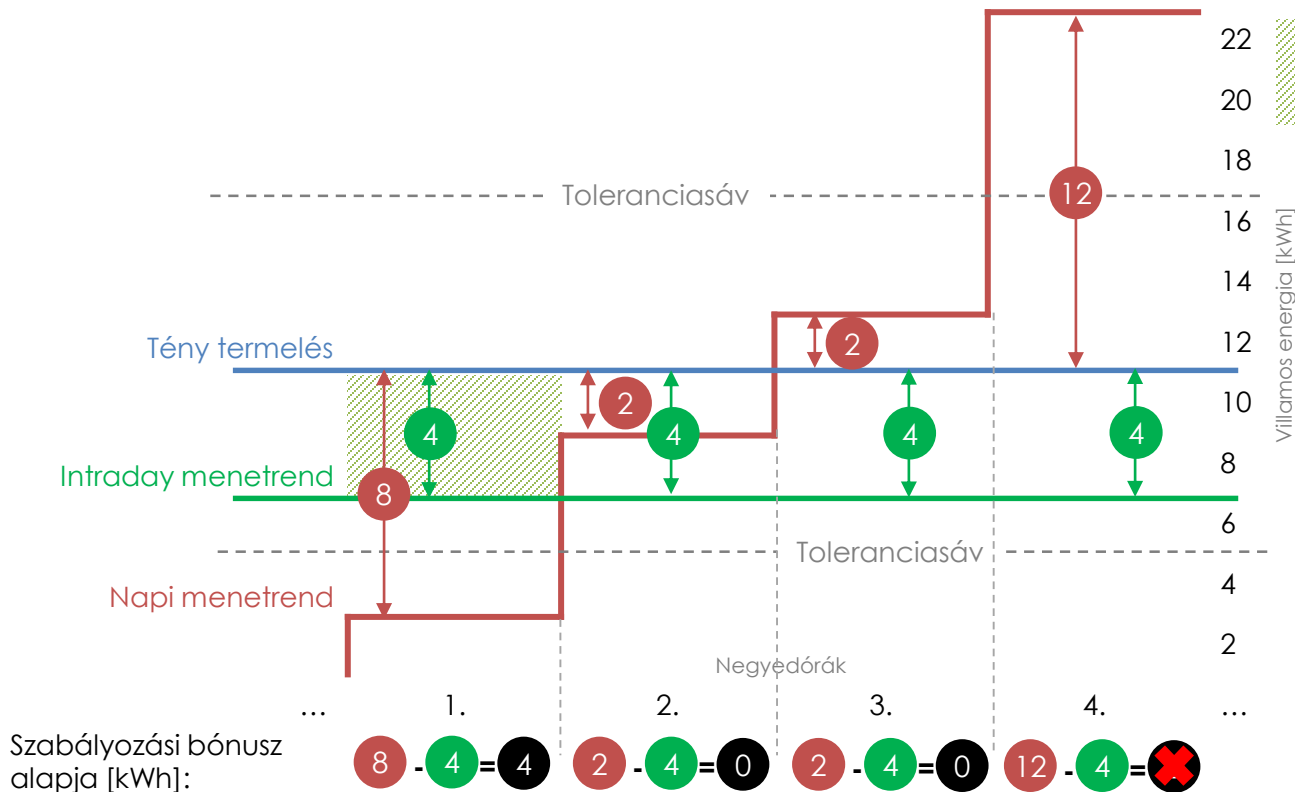 22
20
18
Toleranciasáv
12
16
Villamos energia [kWh]
14
Tény termelés
2
12
2
10
4
4
4
4
Intraday menetrend
8
8
6
Toleranciasáv
Napi menetrend
4
2
Negyedórák
... 1. 2. 3. 4. ...
Szabályozási bónusz
alapja [kWh]:
8 - 4 = 4
2 - 4 = 0
2 - 4 = 0
12 - 4 =